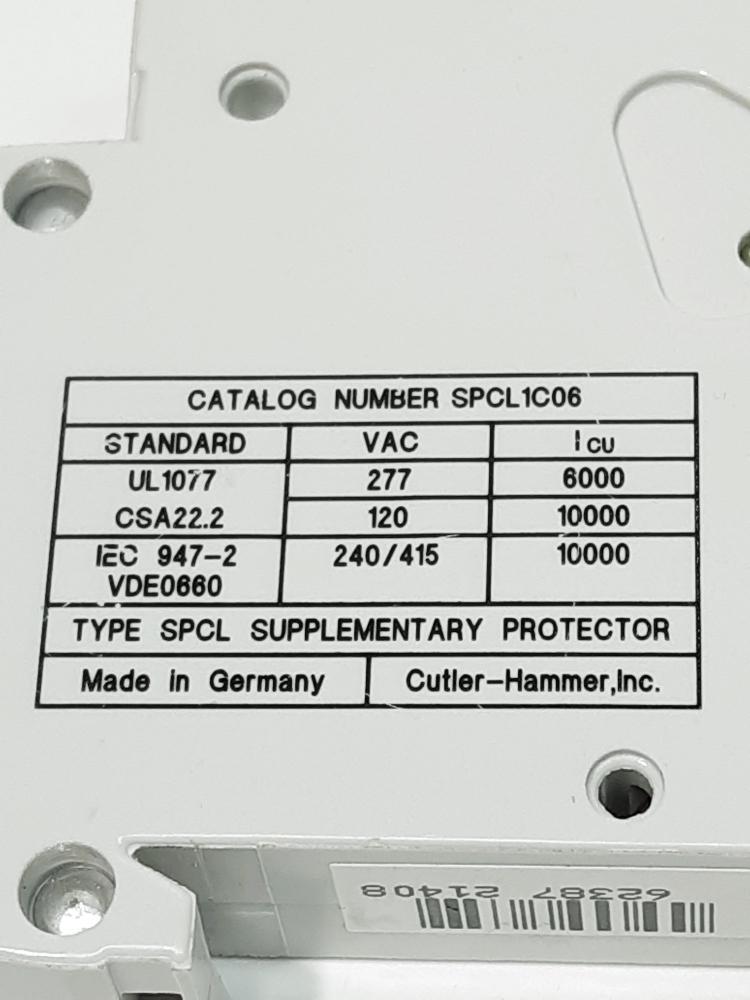 CATALOG NUMBER SPCL1C06
STANDARD VAC Icu
UL1077 277 6000
CSA22.2 120 10000
IEC 947-2 240/415 10000
VDE0660
TYPE SPCL SUPPLEMENTARY PROTECTOR
Made in Germany Cutler-Hammer,Inc.
62387 21408